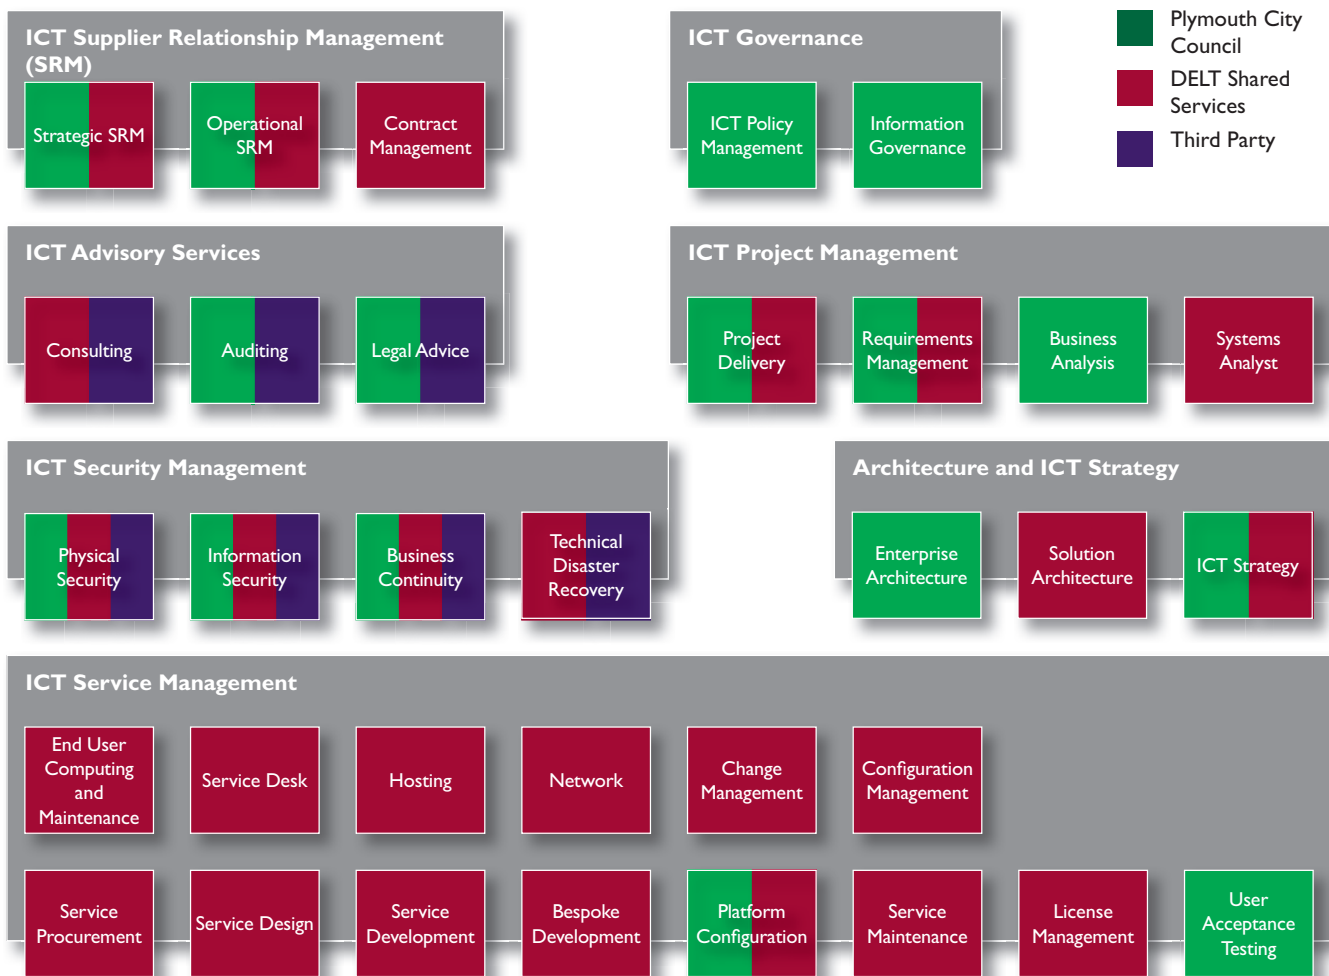 ICT Supplier Relationship Management
(SRM)
Strategic SRM
Operational
SRM
Contract
Management
ICT Governance
ICT Policy
Management
Information
Governance
Plymouth City
Council
DELT Shared
Services
Third Party
ICT Advisory Services
Consulting
Auditing
Legal Advice
ICT Project Management
Project
Delivery
Requirements
Management
Business
Analysis
Systems
Analyst
ICT Security Management
Physical
Security
Information
Security
Business
Continuity
Technical
Disaster
Recovery
Architecture and ICT Strategy
Enterprise
Architecture
Solution
Architecture
ICT Strategy
ICT Service Management
End User
Computing
and
Maintenance
Service Desk
Hosting
Network
Change
Management
Configuration
Management
Service
Procurement
Service Design
Service
Development
Bespoke
Development
Platform
Configuration
Service
Maintenance
License
Management
User
Acceptance
Testing